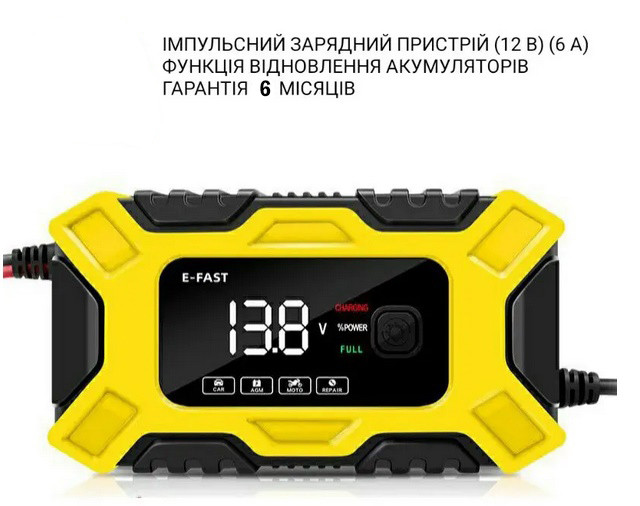 ІМПУЛЬСНИЙ ЗАРЯДНИЙ ПРИСТРІЙ (12 В) (6 А)
ФУНКЦІЯ ВІДНОВЛЕННЯ АКУМУЛЯТОРІВ
ГАРАНТІЯ 6 МІСЯЦІВ
E-FAST
13.8 V
CHARGING
%POWER
FULL
CAR AGM MOTO REPAIR